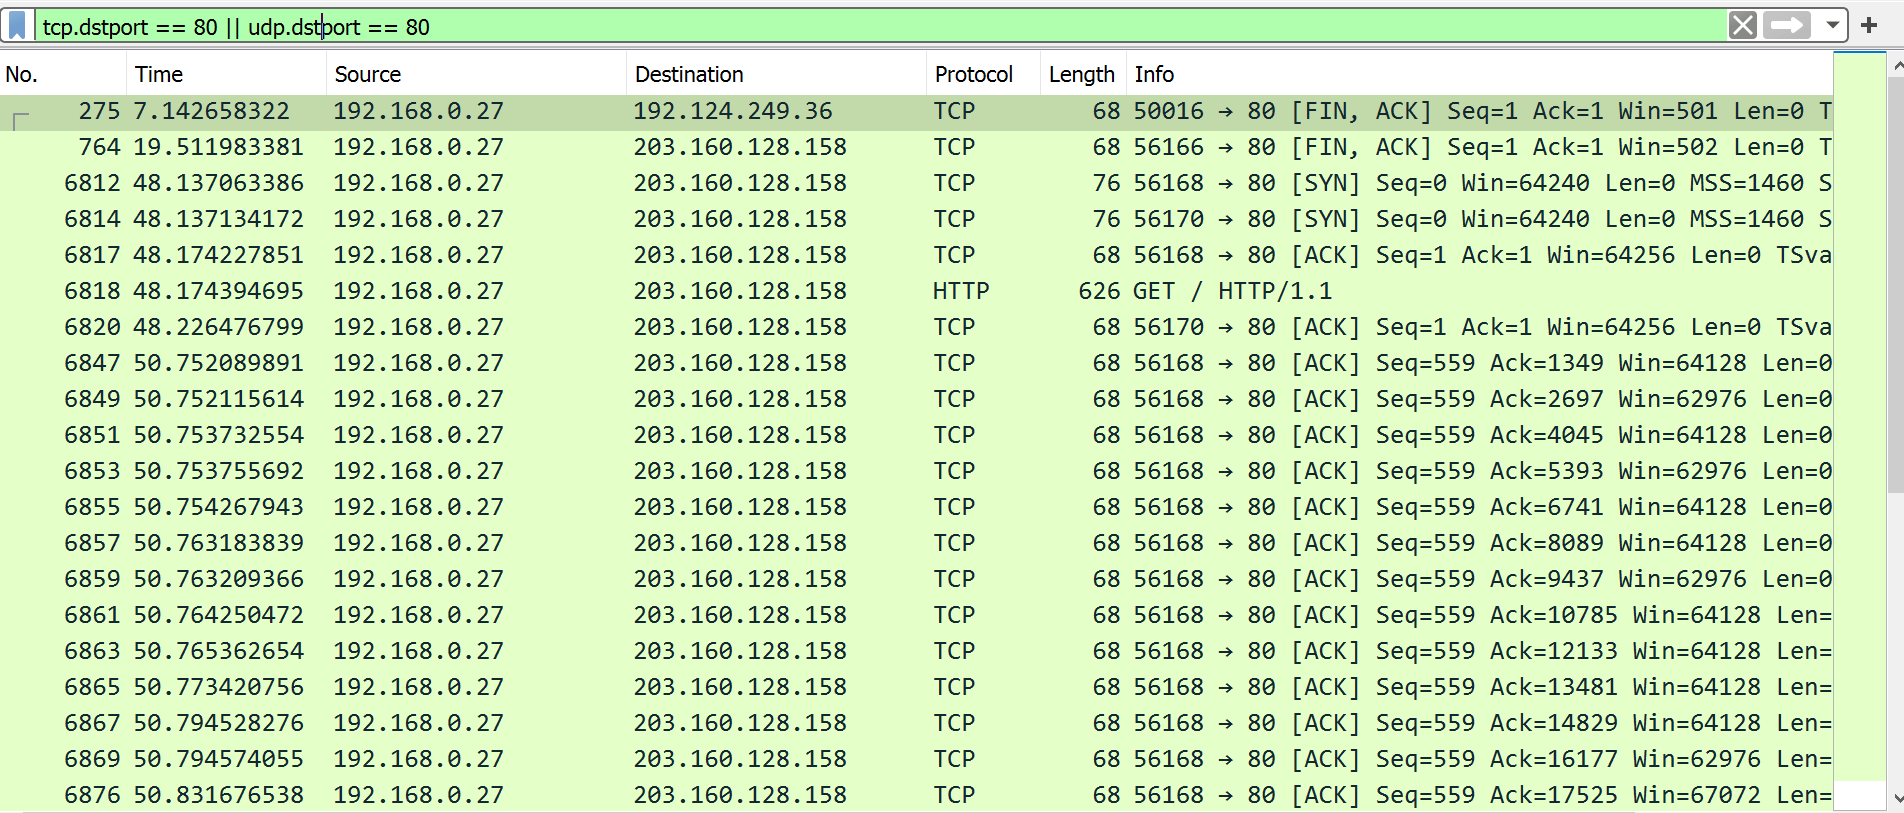 tcp.dstport == 80 || udp.dstport == 80
No. Time Source Destination Protocol Length Info
275 7.142658322 192.168.0.27 192.124.249.36 TCP 68 50016 → 80 [FIN, ACK] Seq=1 Ack=1 Win=501 Len=0 T
764 19.511983381 192.168.0.27 203.160.128.158 TCP 68 56166 → 80 [FIN, ACK] Seq=1 Ack=1 Win=502 Len=0 T
6812 48.137063386 192.168.0.27 203.160.128.158 TCP 76 56168 → 80 [SYN] Seq=0 Win=64240 Len=0 MSS=1460 S
6814 48.137134172 192.168.0.27 203.160.128.158 TCP 76 56170 → 80 [SYN] Seq=0 Win=64240 Len=0 MSS=1460 S
6817 48.174227851 192.168.0.27 203.160.128.158 TCP 68 56168 → 80 [ACK] Seq=1 Ack=1 Win=64256 Len=0 TSva
6818 48.174394695 192.168.0.27 203.160.128.158 HTTP 626 GET / HTTP/1.1
6820 48.226476799 192.168.0.27 203.160.128.158 TCP 68 56170 → 80 [ACK] Seq=1 Ack=1 Win=64256 Len=0 TSva
6847 50.752089891 192.168.0.27 203.160.128.158 TCP 68 56168 → 80 [ACK] Seq=559 Ack=1349 Win=64128 Len=0
6849 50.752115614 192.168.0.27 203.160.128.158 TCP 68 56168 → 80 [ACK] Seq=559 Ack=2697 Win=62976 Len=0
6851 50.753732554 192.168.0.27 203.160.128.158 TCP 68 56168 → 80 [ACK] Seq=559 Ack=4045 Win=64128 Len=0
6853 50.753755692 192.168.0.27 203.160.128.158 TCP 68 56168 → 80 [ACK] Seq=559 Ack=5393 Win=62976 Len=0
6855 50.754267943 192.168.0.27 203.160.128.158 TCP 68 56168 → 80 [ACK] Seq=559 Ack=6741 Win=64128 Len=0
6857 50.763183839 192.168.0.27 203.160.128.158 TCP 68 56168 → 80 [ACK] Seq=559 Ack=8089 Win=64128 Len=0
6859 50.763209366 192.168.0.27 203.160.128.158 TCP 68 56168 → 80 [ACK] Seq=559 Ack=9437 Win=62976 Len=0
6861 50.764250472 192.168.0.27 203.160.128.158 TCP 68 56168 → 80 [ACK] Seq=559 Ack=10785 Win=64128 Len=
6863 50.765362654 192.168.0.27 203.160.128.158 TCP 68 56168 → 80 [ACK] Seq=559 Ack=12133 Win=64128 Len=
6865 50.773420756 192.168.0.27 203.160.128.158 TCP 68 56168 → 80 [ACK] Seq=559 Ack=13481 Win=64128 Len=
6867 50.794528276 192.168.0.27 203.160.128.158 TCP 68 56168 → 80 [ACK] Seq=559 Ack=14829 Win=64128 Len=
6869 50.794574055 192.168.0.27 203.160.128.158 TCP 68 56168 → 80 [ACK] Seq=559 Ack=16177 Win=62976 Len=
6876 50.831676538 192.168.0.27 203.160.128.158 TCP 68 56168 → 80 [ACK] Seq=559 Ack=17525 Win=67072 Len=